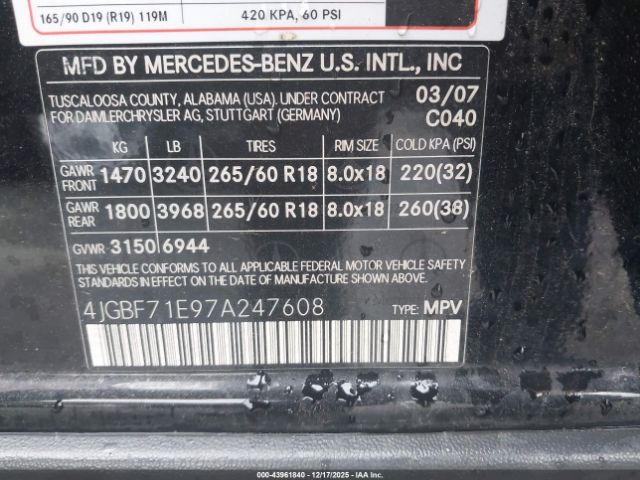 165/90 D19 (R19) 119M 420 KPA, 60 PSI
MFD BY MERCEDES-BENZ U.S. INTL., INC
TUSCALOOSA COUNTY, ALABAMA (USA). UNDER CONTRACT 03/07
FOR DAIMLERCHRYSLER AG, STUTTGART (GERMANY) C040
KG LB TIRES RIM SIZE COLD KPA (PSI)
GAWR FRONT 1470 3240 265/60 R18 8.0x18 220(32)
GAWR REAR 1800 3968 265/60 R18 8.0x18 260(38)
GVWR 3150 6944
THIS VEHICLE CONFORMS TO ALL APPLICABLE FEDERAL MOTOR VEHICLE SAFETY
STANDARDS IN EFFECT ON THE DATE OF MANUFACTURE SHOWN ABOVE.
4JGBF71E97A247608 TYPE: MPV
000-43961840 - 12/17/2025 - IAA Inc.